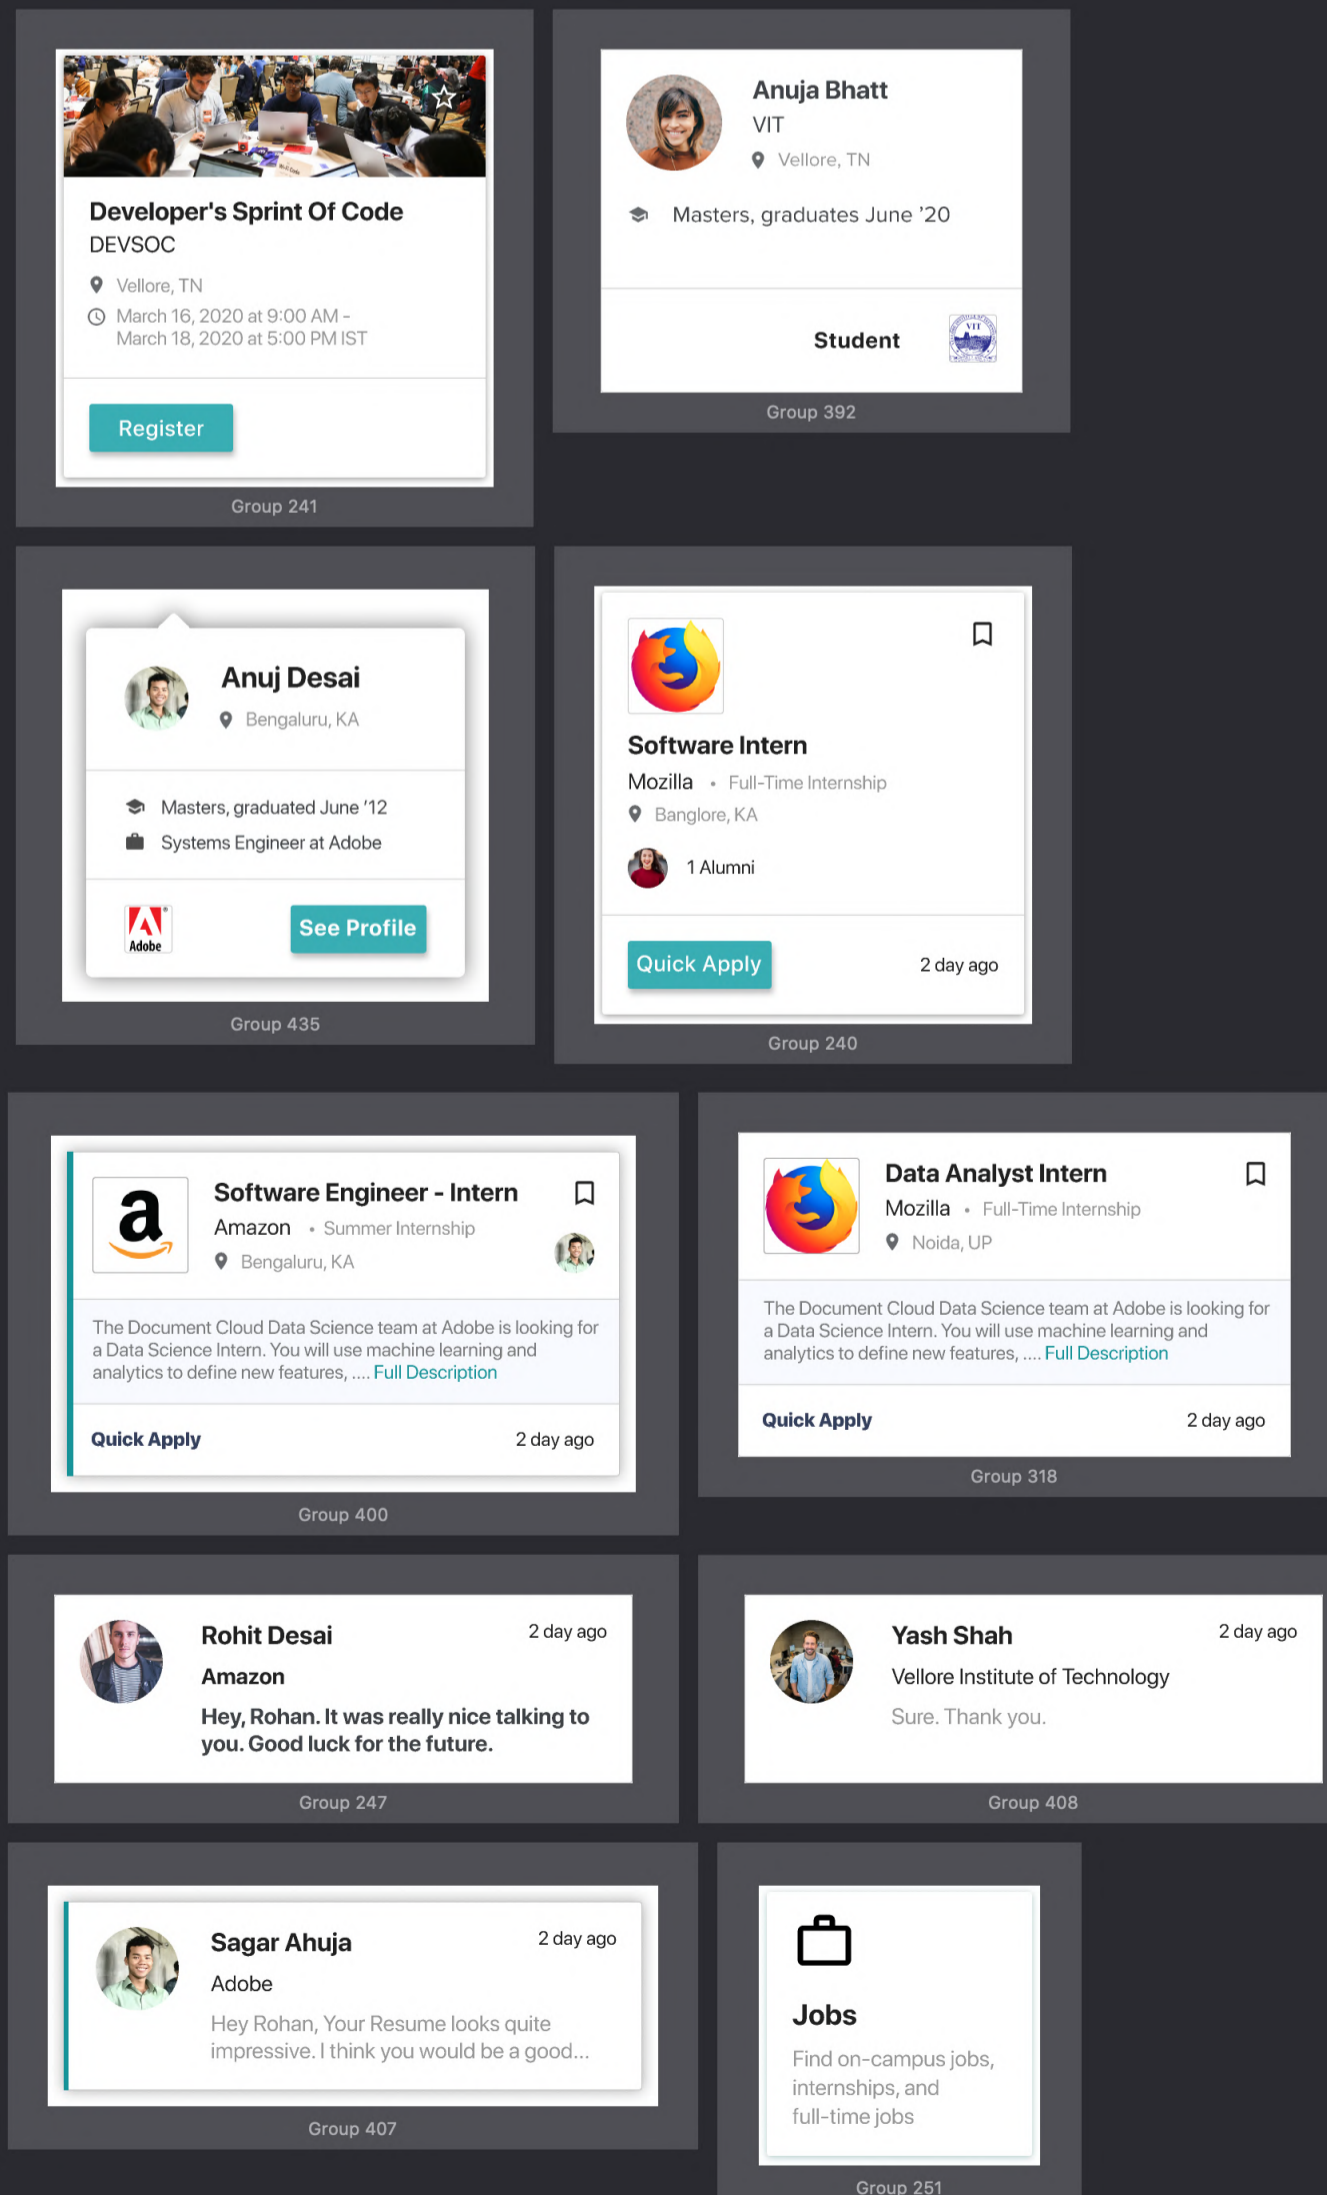 Developer's Sprint Of Code
DEVSOC
Vellore, TN
March 16, 2020 at 9:00 AM -
March 18, 2020 at 5:00 PM IST
Register
Group 241
Anuja Bhatt
VIT
Vellore, TN
Masters, graduates June '20
Student
VIT
Group 392
Anuj Desai
Bengaluru, KA
Masters, graduated June '12
Systems Engineer at Adobe
Adobe
See Profile
Group 435
Software Intern
Mozilla • Full-Time Internship
Banglore, KA
1 Alumni
Quick Apply
2 day ago
Group 240
a
Software Engineer - Intern
Amazon • Summer Internship
Bengaluru, KA
The Document Cloud Data Science team at Adobe is looking for
a Data Science Intern. You will use machine learning and
analytics to define new features, .... Full Description
Quick Apply
2 day ago
Group 400
Data Analyst Intern
Mozilla • Full-Time Internship
Noida, UP
The Document Cloud Data Science team at Adobe is looking for
a Data Science Intern. You will use machine learning and
analytics to define new features, .... Full Description
Quick Apply
2 day ago
Group 318
Rohit Desai
2 day ago
Amazon
Hey, Rohan. It was really nice talking to
you. Good luck for the future.
Group 247
Yash Shah
2 day ago
Vellore Institute of Technology
Sure. Thank you.
Group 408
Sagar Ahuja
2 day ago
Adobe
Hey Rohan, Your Resume looks quite
impressive. I think you would be a good...
Group 407
Jobs
Find on-campus jobs,
internships, and
full-time jobs
Group 251